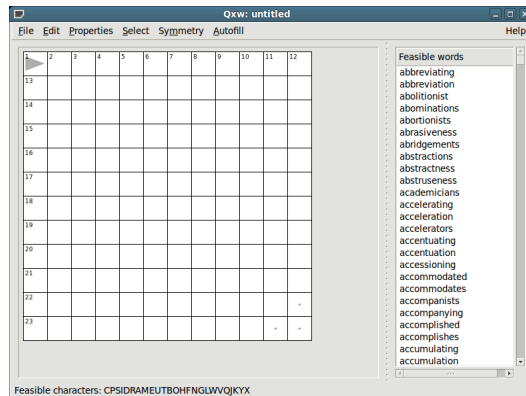 Qxw: untitled
File Edit Properties Select Symmetry Autofill Help
1 2 3 4 5 6 7 8 9 10 11 12
13
14
15
16
17
18
19
20
21
22
23
Feasible words
abbreviating
abbreviation
abolitionist
abominations
abortionists
abrasiveness
abridgements
abstractions
abstractness
abstruseness
academicians
accelerating
acceleration
accelerators
accentuating
accentuation
accessioning
accommodated
accommodates
accompanists
accompanying
accomplished
accomplishes
accumulating
accumulation
Feasible characters: CPSIDRAMEUTBOHFNGLWVQJKYX